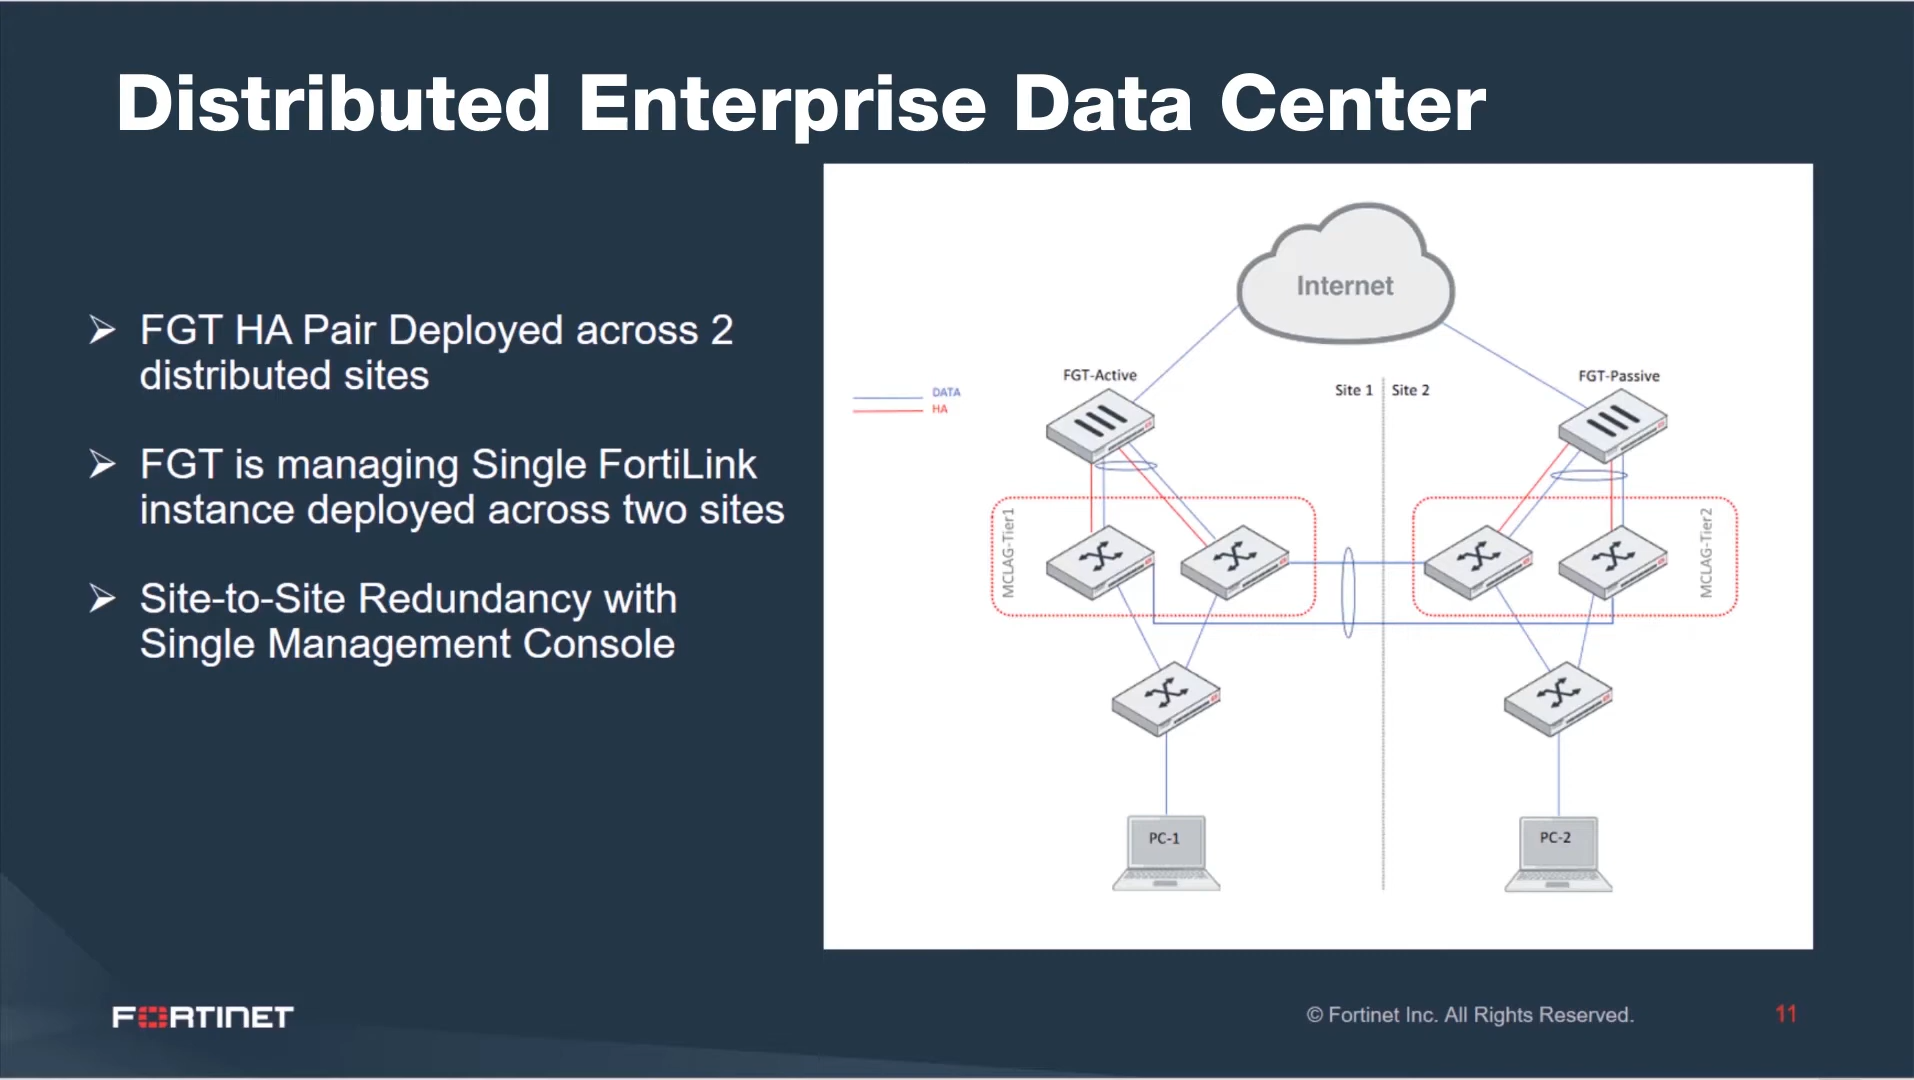 Distributed Enterprise Data Center
FGT HA Pair Deployed across 2
distributed sites
FGT is managing Single FortiLink
instance deployed across two sites
Site-to-Site Redundancy with
Single Management Console
Internet
DATA
HA
FGT-Active
Site 1
Site 2
FGT-Passive
MCLAG-Tier1
MCLAG-Tier2
PC-1
PC-2
FORTINET
© Fortinet Inc. All Rights Reserved.
11